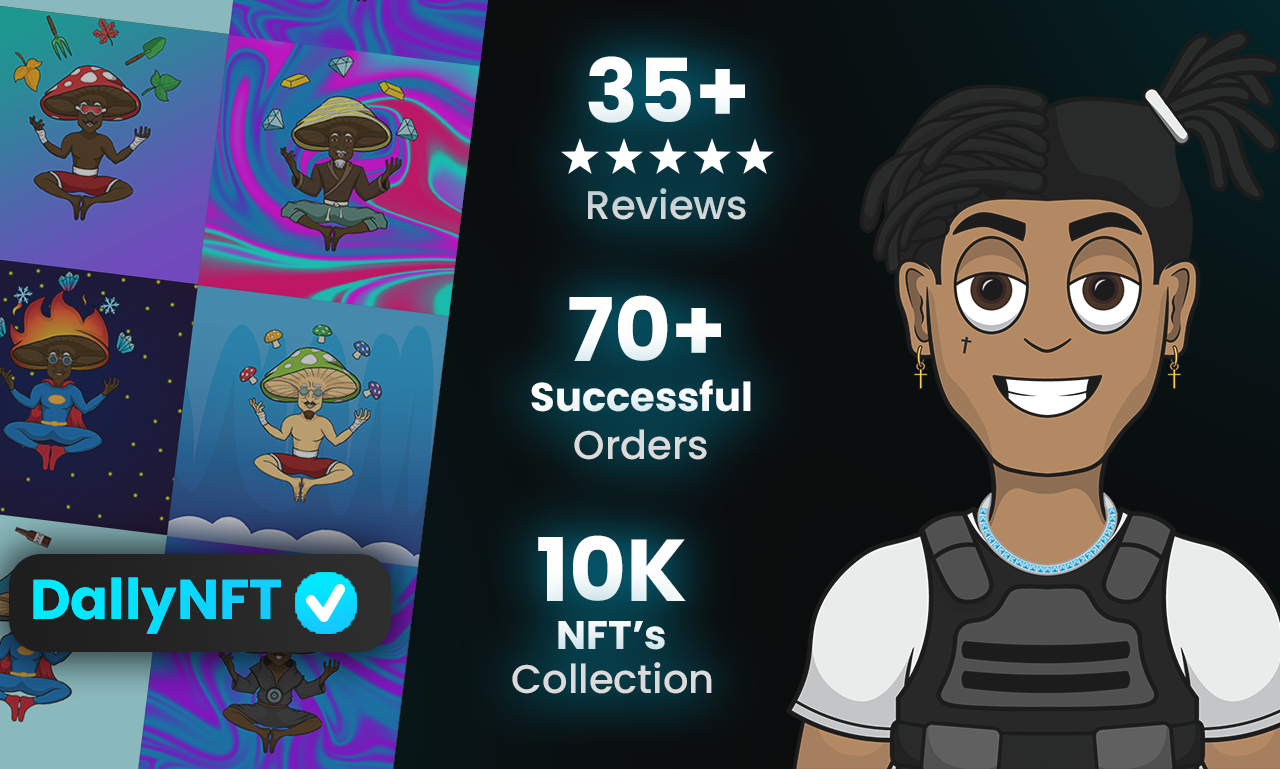 35+
Reviews
70+
Successful
Orders
10K
NFT’s
Collection
DallyNFT